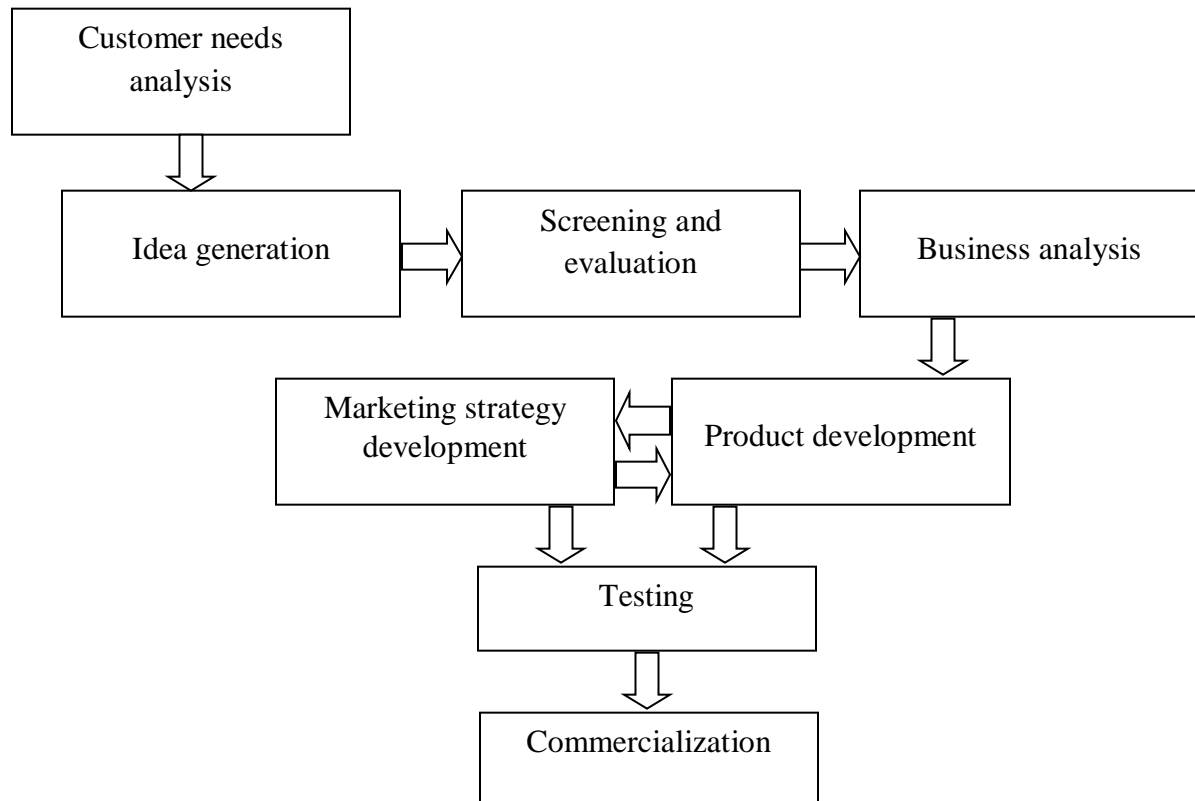 Customer needs
analysis
Idea generation
Screening and
evaluation
Business analysis
Marketing strategy
development
Product development
Testing
Commercialization